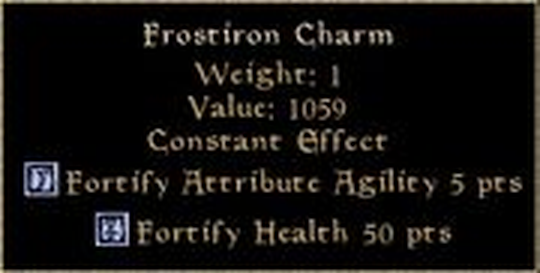 Frostiron Charm
Weight: 1
Value: 1059
Constant Effect
Fortify Attribute Agility 5 pts
Fortify Health 50 pts